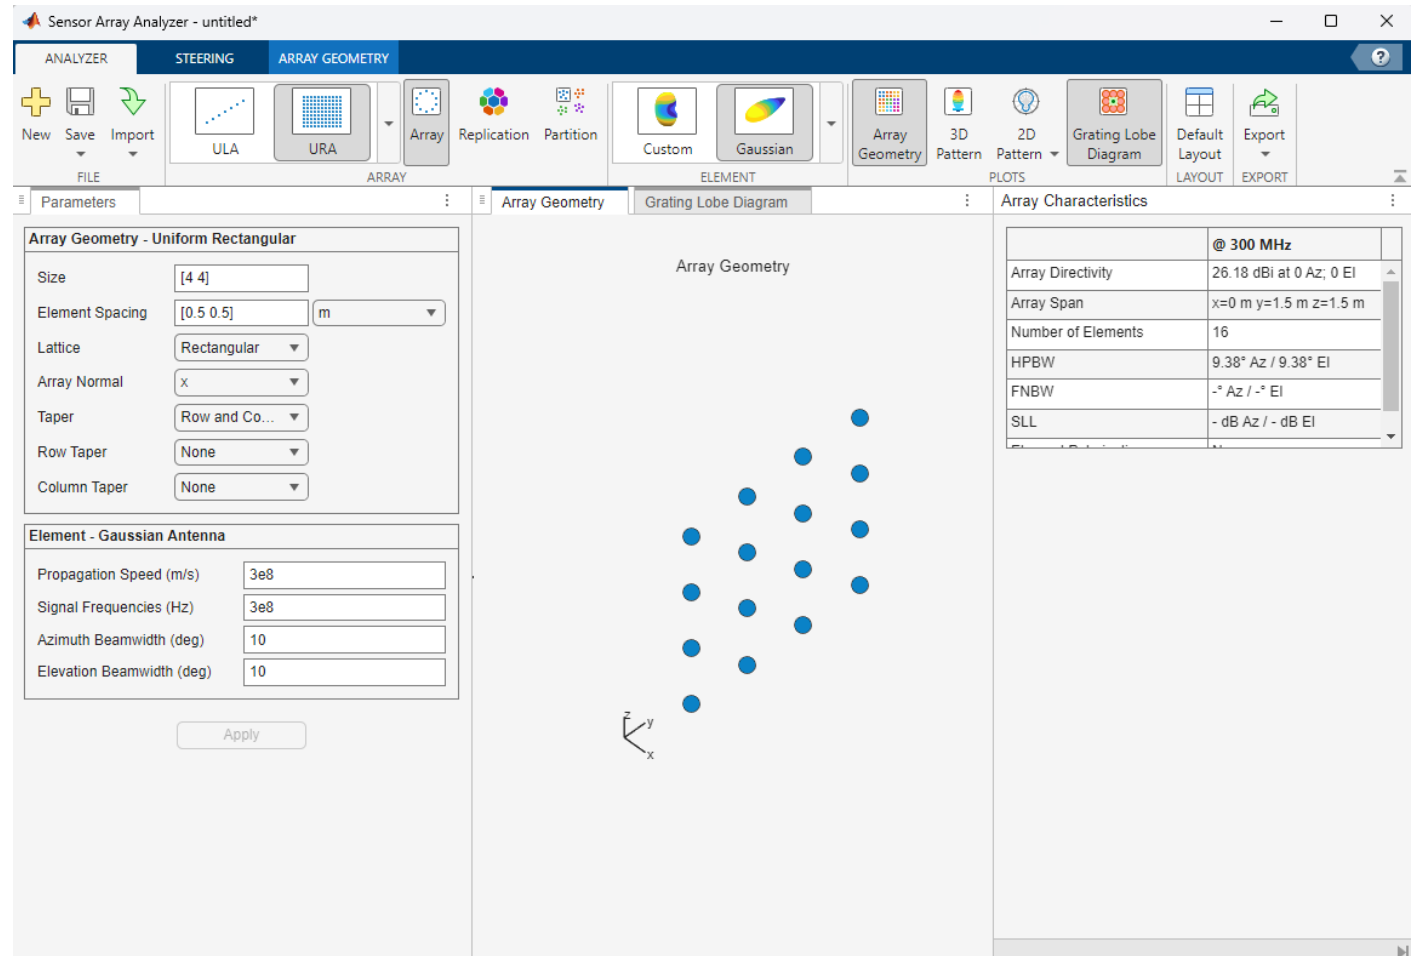 Sensor Array Analyzer - untitled*
ANALYZER STEERING ARRAY GEOMETRY ?
New Save Import ULA URA Array Replication Partition Custom Gaussian Array Geometry 3D Pattern 2D Pattern Grating Lobe Diagram Default Layout Export
FILE ARRAY ELEMENT PLOTS LAYOUT EXPORT
Parameters
Array Geometry - Uniform Rectangular
Size [4 4]
Element Spacing [0.5 0.5] m
Lattice Rectangular
Array Normal x
Taper Row and Co...
Row Taper None
Column Taper None
Element - Gaussian Antenna
Propagation Speed (m/s) 3e8
Signal Frequencies (Hz) 3e8
Azimuth Beamwidth (deg) 10
Elevation Beamwidth (deg) 10
Apply
Array Geometry Grating Lobe Diagram
Array Geometry
z
y
x
Array Characteristics
@ 300 MHz
Array Directivity 26.18 dBi at 0 Az; 0 El
Array Span x=0 m y=1.5 m z=1.5 m
Number of Elements 16
HPBW 9.38° Az / 9.38° El
FNBW -° Az / -° El
SLL - dB Az / - dB El